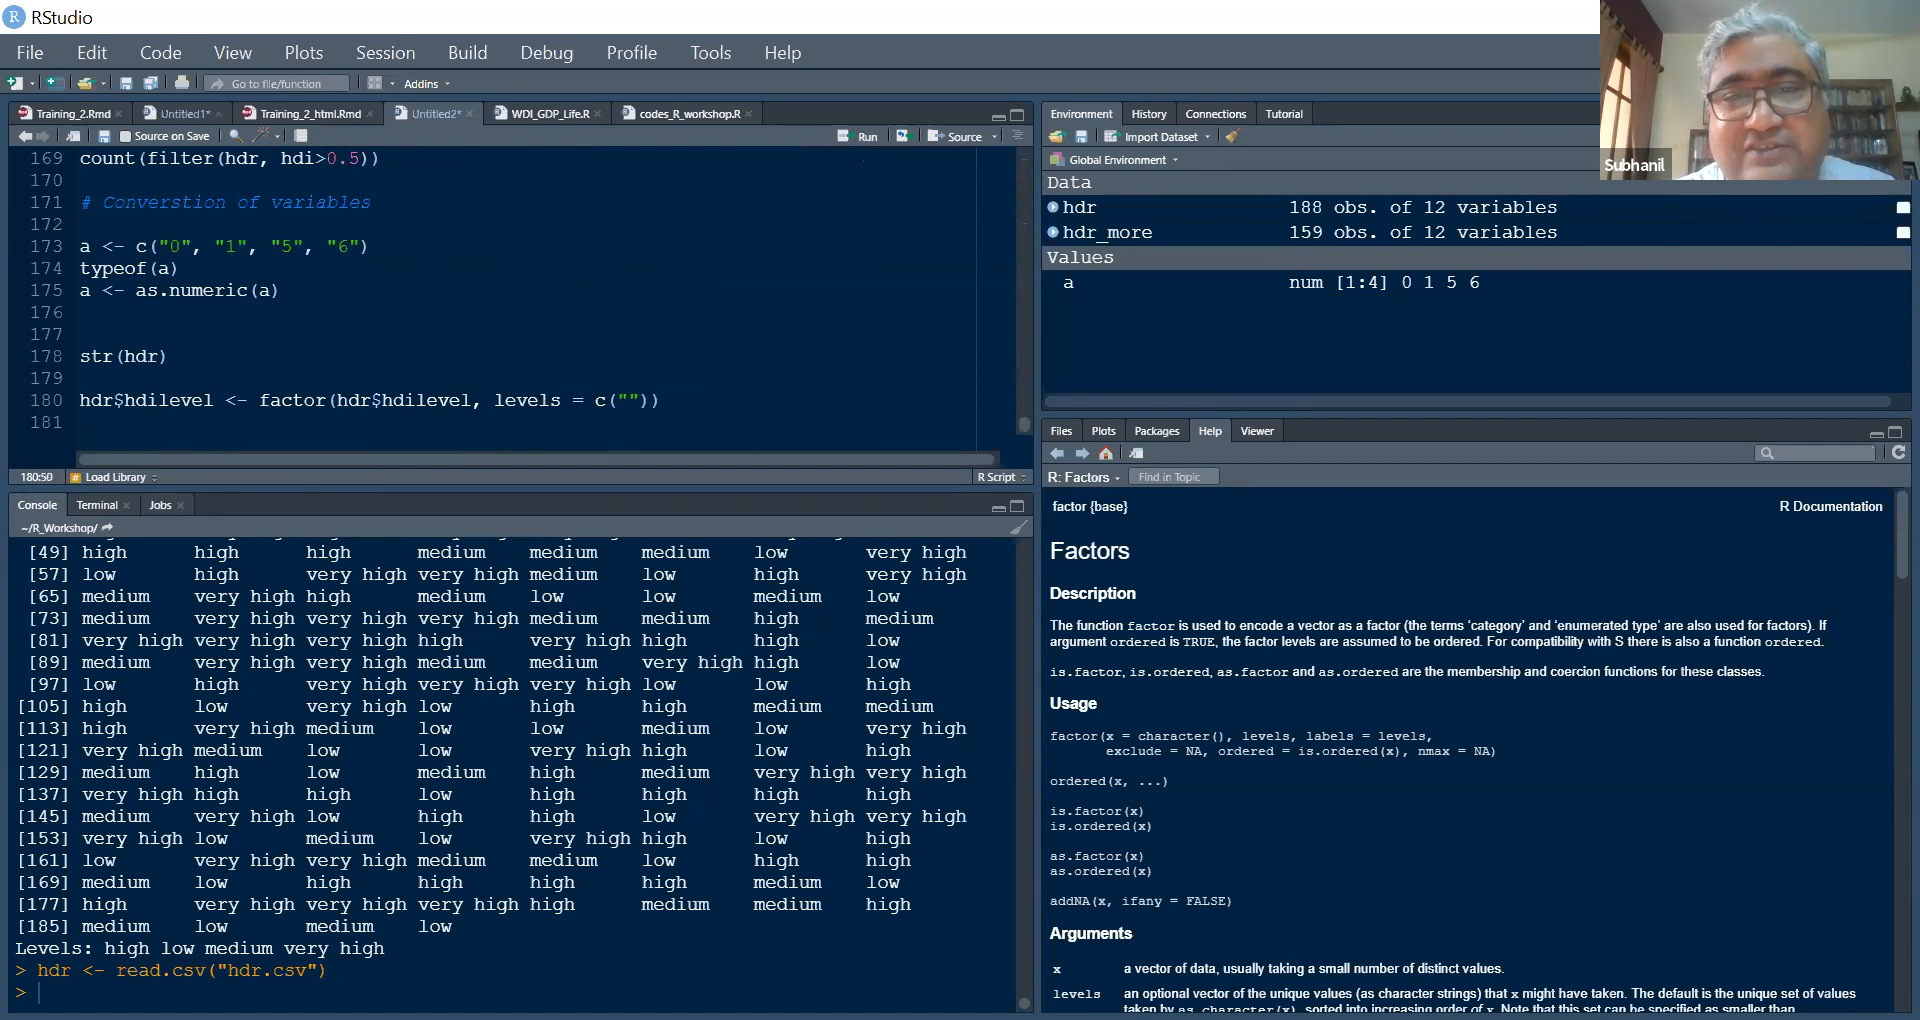 RStudio
File Edit Code View Plots Session Build Debug Profile Tools Help
Go to file/function Addins
Training_2.Rmd Untitled1* Training_2_html.Rmd Untitled2* WDI_GDP_Life.R codes_R_workshop.R
Source on Save Run Source
169 count(filter(hdr, hdi>0.5))
170
171 # Converstion of variables
172
173 a <- c("0", "1", "5", "6")
174 typeof(a)
175 a <- as.numeric(a)
176
177
178 str(hdr)
179
180 hdr$hdilevel <- factor(hdr$hdilevel, levels = c(""))
181
180:50 # Load Library R Script
Console Terminal Jobs
~/R_Workshop/
[49] high high high medium medium medium low very high
[57] low high very high very high medium low high very high
[65] medium very high high medium low low medium low
[73] medium very high very high very high medium medium high medium
[81] very high very high very high high very high high high low
[89] medium very high very high medium medium very high high low
[97] low high very high very high very high low low high
[105] high low very high low high high medium medium
[113] high very high medium low low medium low very high
[121] very high medium low low very high high low high
[129] medium high low medium high medium very high very high
[137] very high high high low high high high high
[145] medium very high low high high low very high very high
[153] very high low medium low very high high low high
[161] low very high very high medium medium low high high
[169] medium low high high high high medium low
[177] high very high very high very high high medium medium high
[185] medium low medium low
Levels: high low medium very high
> hdr <- read.csv("hdr.csv")
>
Environment History Connections Tutorial
Import Dataset
Global Environment
Data
hdr 188 obs. of 12 variables
hdr_more 159 obs. of 12 variables
Values
a num [1:4] 0 1 5 6
Subhanil
Files Plots Packages Help Viewer
R: Factors Find in Topic
factor {base} R Documentation
Factors
Description
The function factor is used to encode a vector as a factor (the terms ‘category’ and ‘enumerated type’ are also used for factors). If
argument ordered is TRUE, the factor levels are assumed to be ordered. For compatibility with S there is also a function ordered.
is.factor, is.ordered, as.factor and as.ordered are the membership and coercion functions for these classes.
Usage
factor(x = character(), levels, labels = levels,
exclude = NA, ordered = is.ordered(x), nmax = NA)
ordered(x, ...)
is.factor(x)
is.ordered(x)
as.factor(x)
as.ordered(x)
addNA(x, ifany = FALSE)
Arguments
x a vector of data, usually taking a small number of distinct values.
levels an optional vector of the unique values (as character strings) that x might have taken. The default is the unique set of values
taken by as.character(x), sorted into increasing order of x. Note that this set can be specified as smaller than